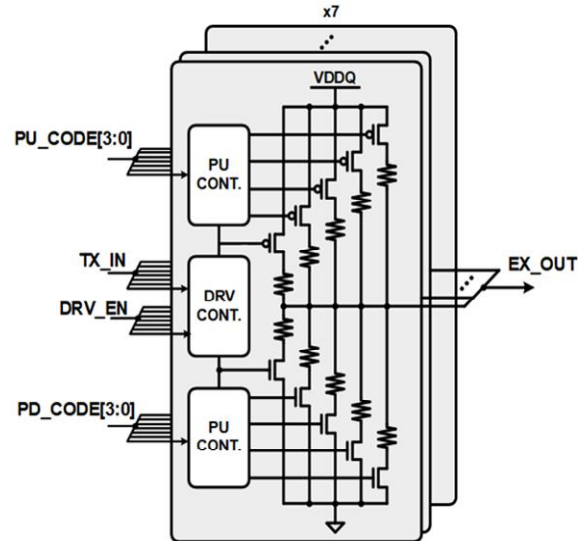 x7
VDDQ
PU_CODE[3:0]
PU
CONT.
TX_IN
DRV_EN
DRV
CONT.
EX_OUT
PD_CODE[3:0]
PU
CONT.